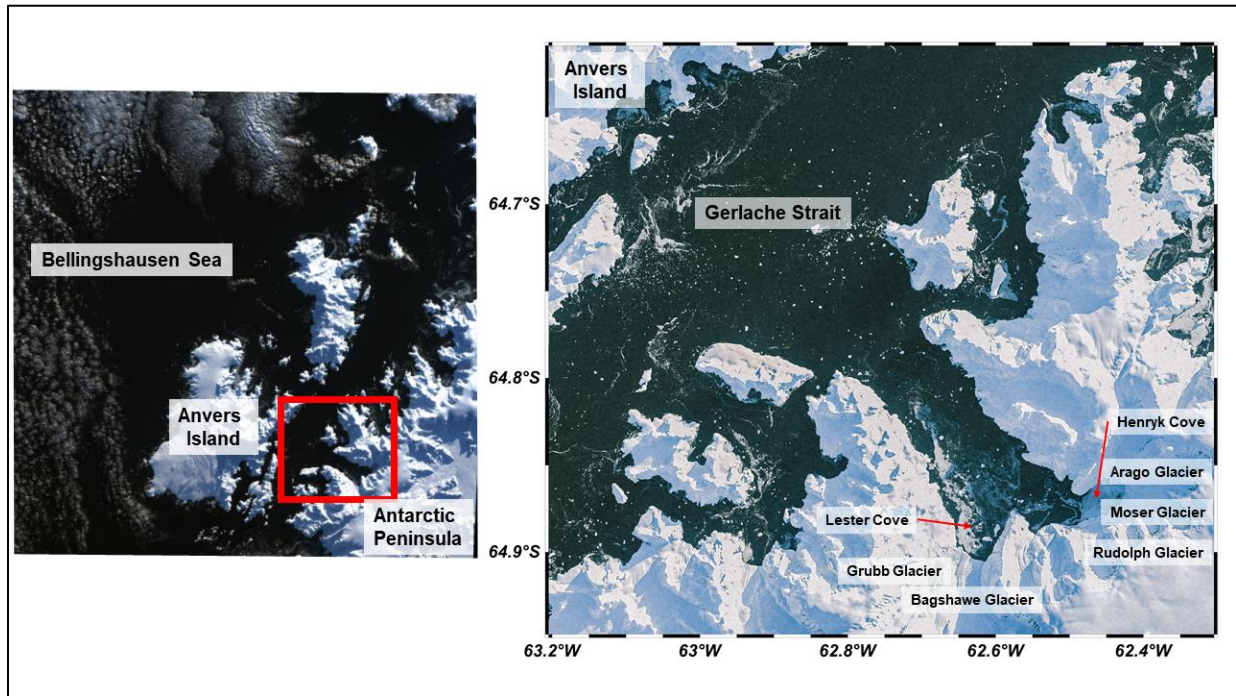 Bellingshausen Sea
Anvers
Island
Antarctic
Peninsula
Anvers
Island
Gerlache Strait
Henryk Cove
Arago Glacier
Lester Cove
Moser Glacier
Rudolph Glacier
Grubb Glacier
Bagshawe Glacier
64.7°S
64.8°S
64.9°S
63.2°W
63°W
62.8°W
62.6°W
62.4°W